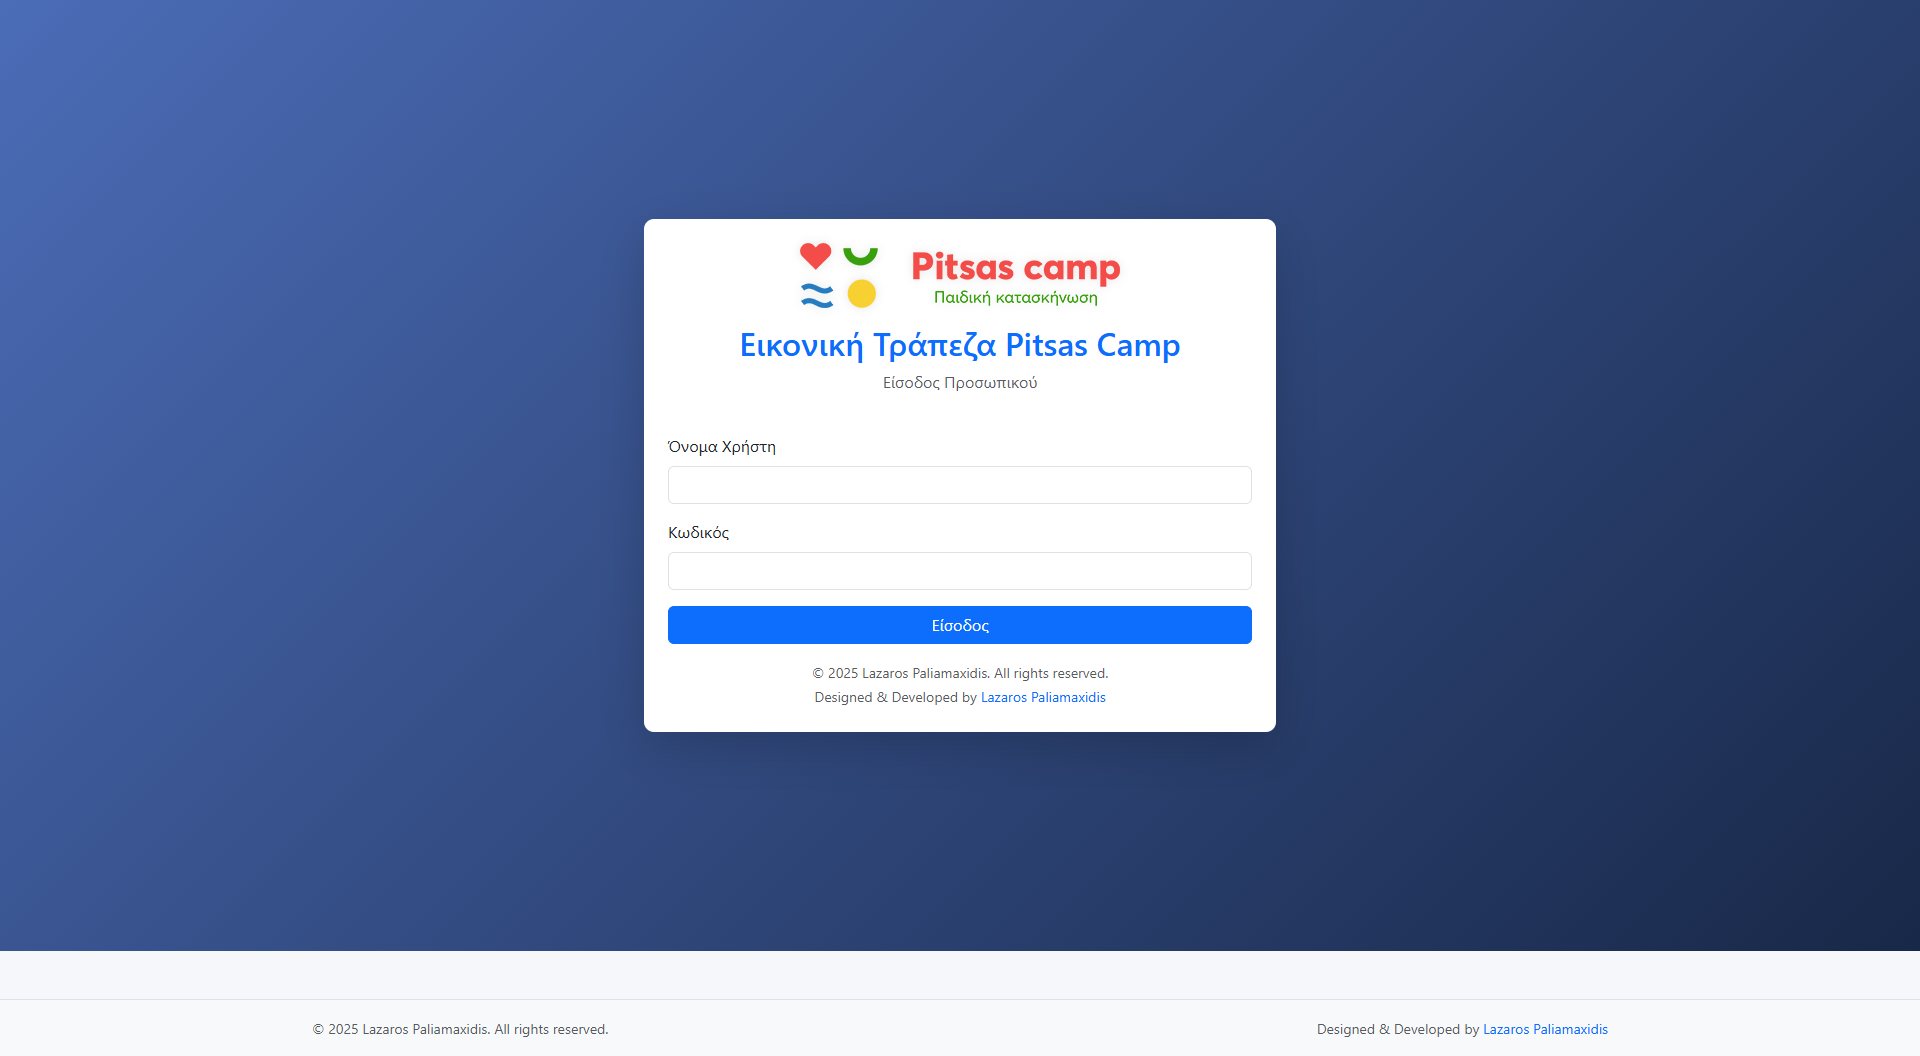 Pitsas camp
Παιδική κατασκήνωση
Εικονική Τράπεζα Pitsas Camp
Είσοδος Προσωπικού
Όνομα Χρήστη
Κωδικός
Είσοδος
© 2025 Lazaros Paliamaxidis. All rights reserved.
Designed & Developed by Lazaros Paliamaxidis
© 2025 Lazaros Paliamaxidis. All rights reserved.
Designed & Developed by Lazaros Paliamaxidis